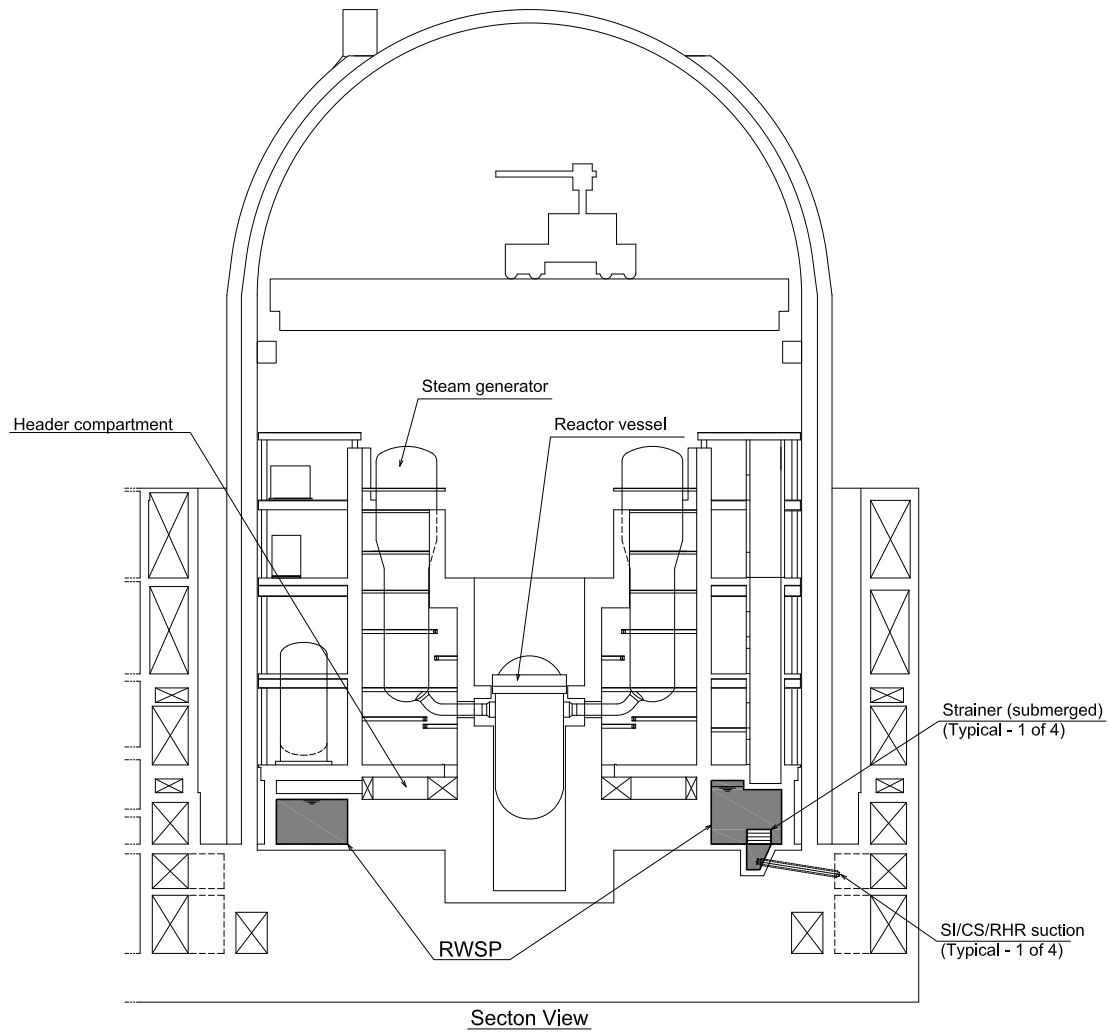 Steam generator
Header compartment
Reactor vessel
Strainer (submerged)
(Typical - 1 of 4)
SI/CS/RHR suction
(Typical - 1 of 4)
RWSP
Secton View